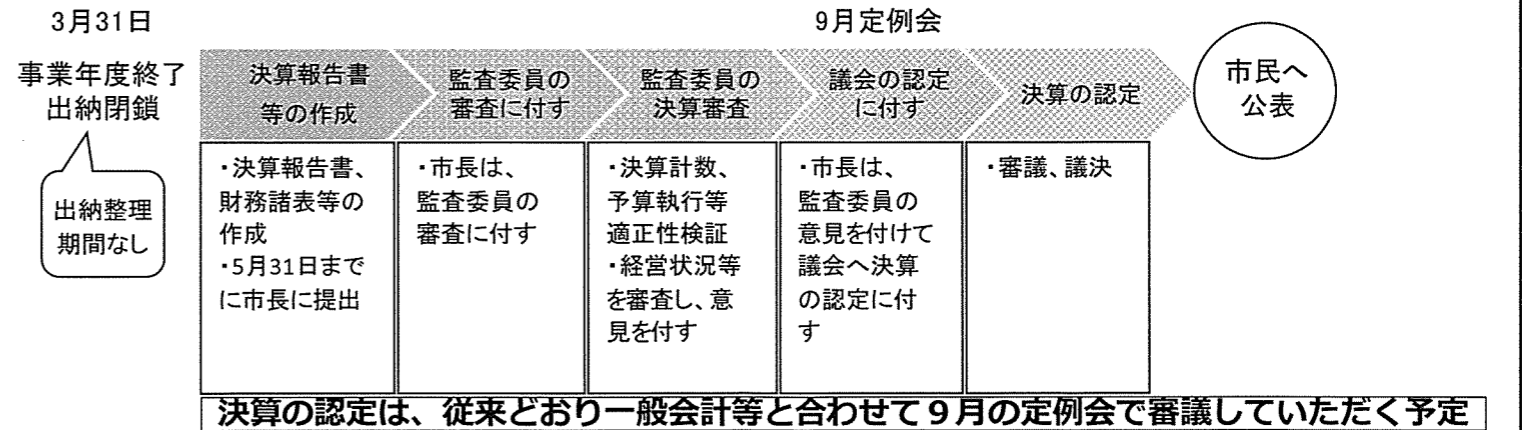 3月31日
9月定例会
事業年度終了
出納閉鎖
出納整理
期間なし
決算報告書
等の作成
監査委員の
審査に付す
監査委員の
決算審査
議会の認定
に付す
決算の認定
市民へ
公表
・決算報告書、
財務諸表等の
作成
・5月31日まで
に市長に提出
・市長は、
監査委員の
審査に付す
・決算計数、
予算執行等
適正性検証
・経営状況等
を審査し、意
見を付す
・市長は、
監査委員の
意見を付けて
議会へ決算
の認定に付
す
・審議、議決
決算の認定は、従来どおり一般会計等と合わせて９月の定例会で審議していただく予定